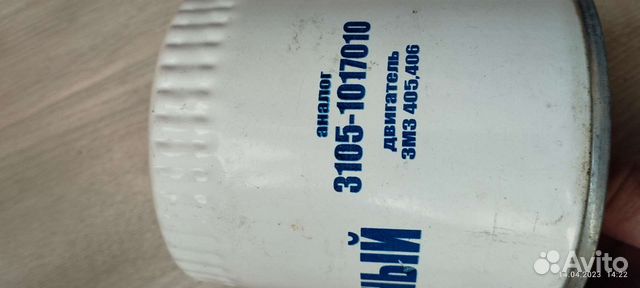 аналог
3105-1017010
двигатель
ЗМЗ 405,406
НЫЙ
Avito
14.04.2023 14:22